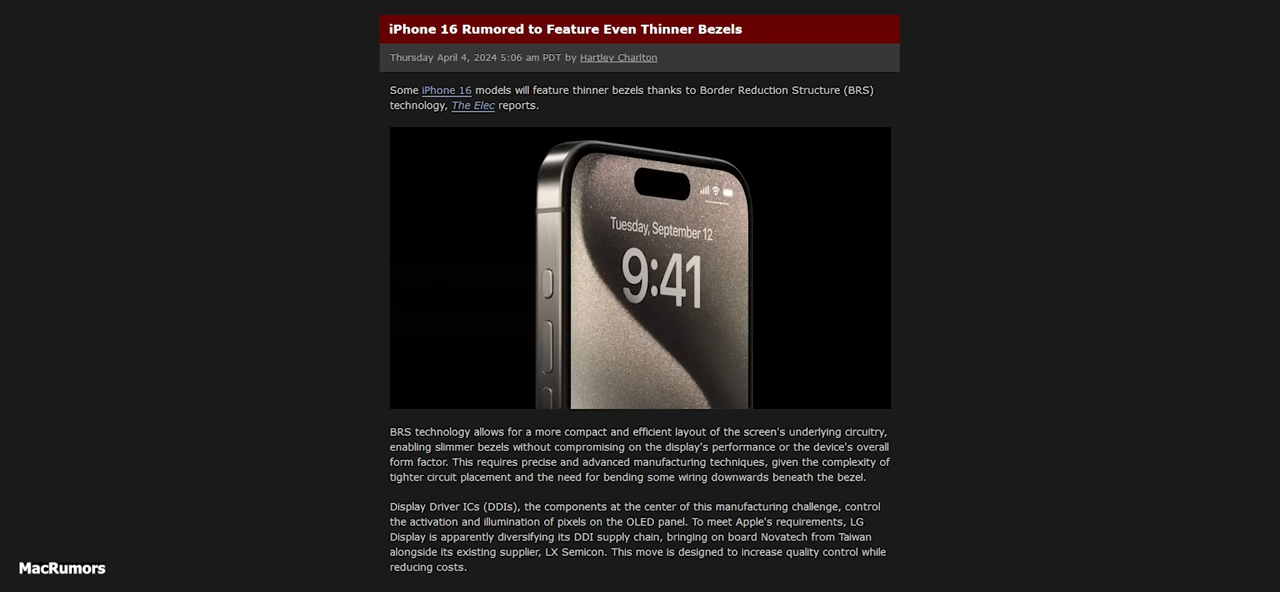 iPhone 16 Rumored to Feature Even Thinner Bezels
Thursday April 4, 2024 5:06 am PDT by Hartley Charlton
Some iPhone 16 models will feature thinner bezels thanks to Border Reduction Structure (BRS)
technology, The Elec reports.
Tuesday, September 12
9:41
BRS technology allows for a more compact and efficient layout of the screen's underlying circuitry,
enabling slimmer bezels without compromising on the display's performance or the device's overall
form factor. This requires precise and advanced manufacturing techniques, given the complexity of
tighter circuit placement and the need for bending some wiring downwards beneath the bezel.
Display Driver ICs (DDIs), the components at the center of this manufacturing challenge, control
the activation and illumination of pixels on the OLED panel. To meet Apple's requirements, LG
Display is apparently diversifying its DDI supply chain, bringing on board Novatech from Taiwan
alongside its existing supplier, LX Semicon. This move is designed to increase quality control while
reducing costs.
MacRumors